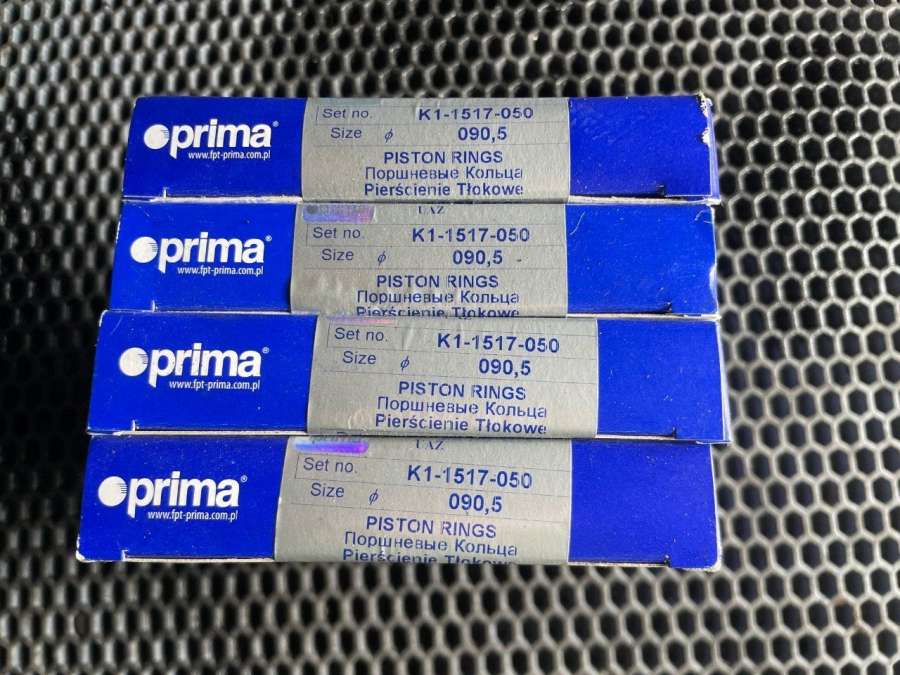 prima®
www.fpt-prima.com.pl
Set no. K1-1517-050
Size ϕ 090,5
PISTON RINGS
Поршневые Кольца
Pierścienie Tłokowe
prima®
www.fpt-prima.com.pl
Set no. K1-1517-050
Size ϕ 090,5
PISTON RINGS
Поршневые Кольца
Pierścienie Tłokowe
prima®
www.fpt-prima.com.pl
Set no. K1-1517-050
Size ϕ 090,5
PISTON RINGS
Поршневые Кольца
Pierścienie Tłokowe
prima®
www.fpt-prima.com.pl
Set no. K1-1517-050
Size ϕ 090,5
PISTON RINGS
Поршневые Кольца
Pierścienie Tłokowe